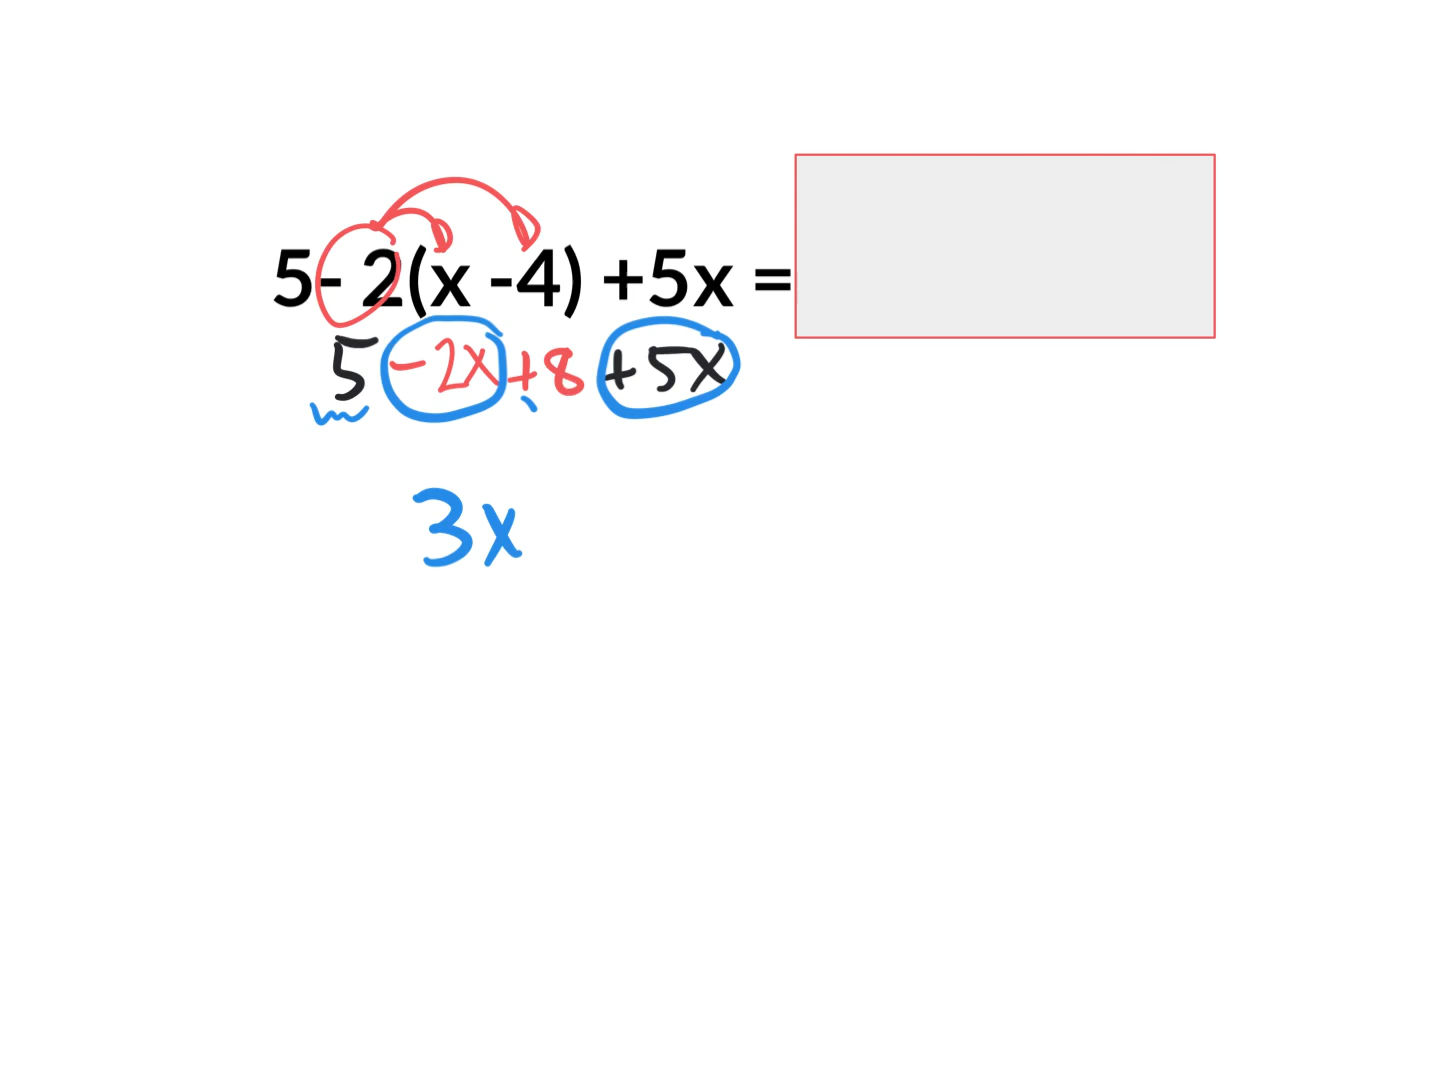 5- 2(x -4) +5x =
5 -2x +8 +5x
3x